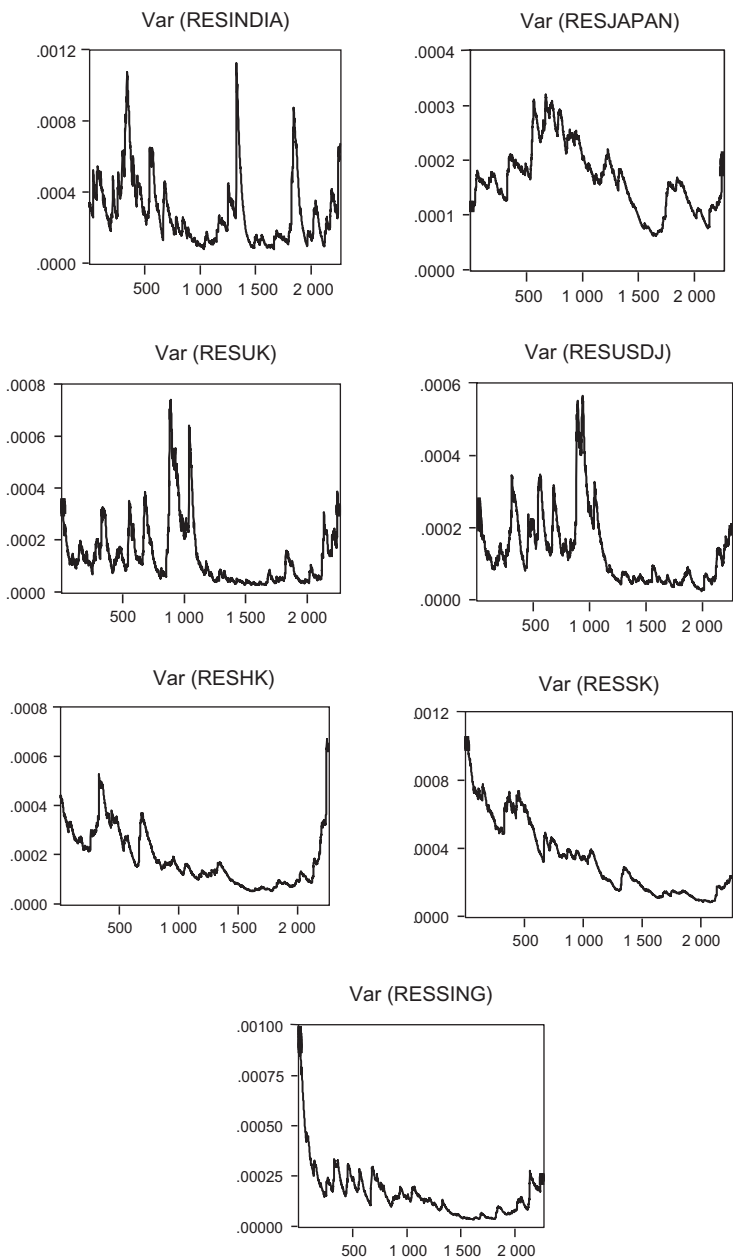 Var (RESINDIA)
.0012
.0008
.0004
.0000
500 1 000 1 500 2 000
Var (RESJAPAN)
.0004
.0003
.0002
.0001
.0000
500 1 000 1 500 2 000
Var (RESUK)
.0008
.0006
.0004
.0002
.0000
500 1 000 1 500 2 000
Var (RESUSDJ)
.0006
.0004
.0002
.0000
500 1 000 1 500 2 000
Var (RESHK)
.0008
.0006
.0004
.0002
.0000
500 1 000 1 500 2 000
Var (RESSK)
.0012
.0008
.0004
.0000
500 1 000 1 500 2 000
Var (RESSING)
.00100
.00075
.00050
.00025
.00000
500 1 000 1 500 2 000